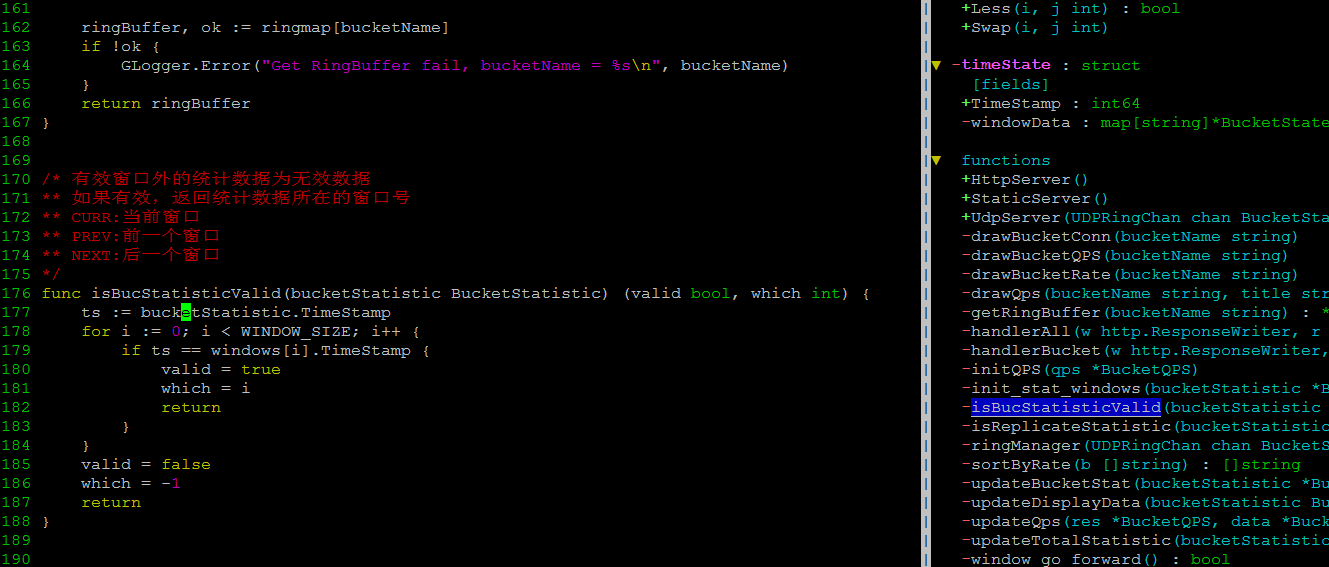 161
162     ringBuffer, ok := ringmap[bucketName]
163     if !ok {
164         GLogger.Error("Get RingBuffer fail, bucketName = %s\n", bucketName)
165     }
166     return ringBuffer
167 }
168
169
170 /* 有效窗口外的统计数据为无效数据
171 ** 如果有效，返回统计数据所在的窗口号
172 ** CURR:当前窗口
173 ** PREV:前一个窗口
174 ** NEXT:后一个窗口
175 */
176 func isBucStatisticValid(bucketStatistic BucketStatistic) (valid bool, which int) {
177     ts := bucketStatistic.TimeStamp
178     for i := 0; i < WINDOW_SIZE; i++ {
179         if ts == windows[i].TimeStamp {
180             valid = true
181             which = i
182             return
183         }
184     }
185     valid = false
186     which = -1
187     return
188 }
189
190
+Less(i, j int) : bool
+Swap(i, j int)
▼ -timeState : struct
[fields]
+TimeStamp : int64
-windowData : map[string]*BucketState
▼ functions
+HttpServer()
+StaticServer()
+UdpServer(UDPRingChan chan BucketSta
-drawBucketConn(bucketName string)
-drawBucketQPS(bucketName string)
-drawBucketRate(bucketName string)
-drawQps(bucketName string, title str
-getRingBuffer(bucketName string) : *
-handlerAll(w http.ResponseWriter, r
-handlerBucket(w http.ResponseWriter,
-initQPS(qps *BucketQPS)
-init_stat_windows(bucketStatistic *B
-isBucStatisticValid(bucketStatistic
-isReplicateStatistic(bucketStatistic
-ringManager(UDPRingChan chan BucketS
-sortByRate(b []string) : []string
-updateBucketStat(bucketStatistic *Bu
-updateDisplayData(bucketStatistic Bu
-updateQps(res *BucketQPS, data *Buck
-updateTotalStatistic(bucketStatistic
-window_go_forward() : bool